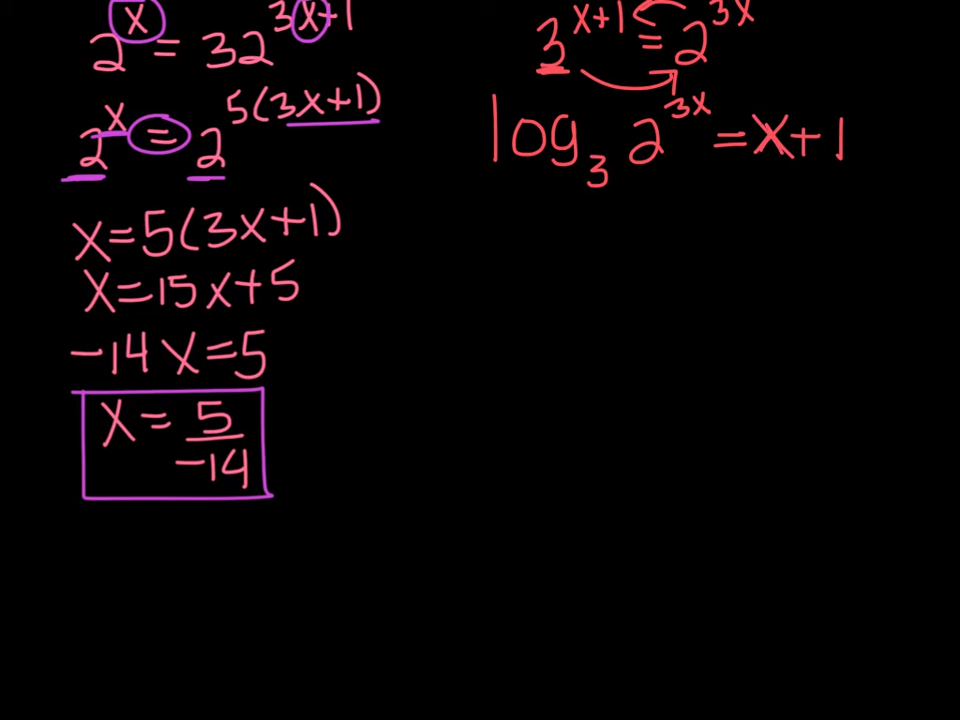 2^x = 32^{3x+1}
2^x = 2^{5(3x+1)}
x=5(3x+1)
x=15x+5
-14x=5
x = \frac{5}{-14}
3^{x+1} = 2^{3x}
log_3 2^{3x} = x+1